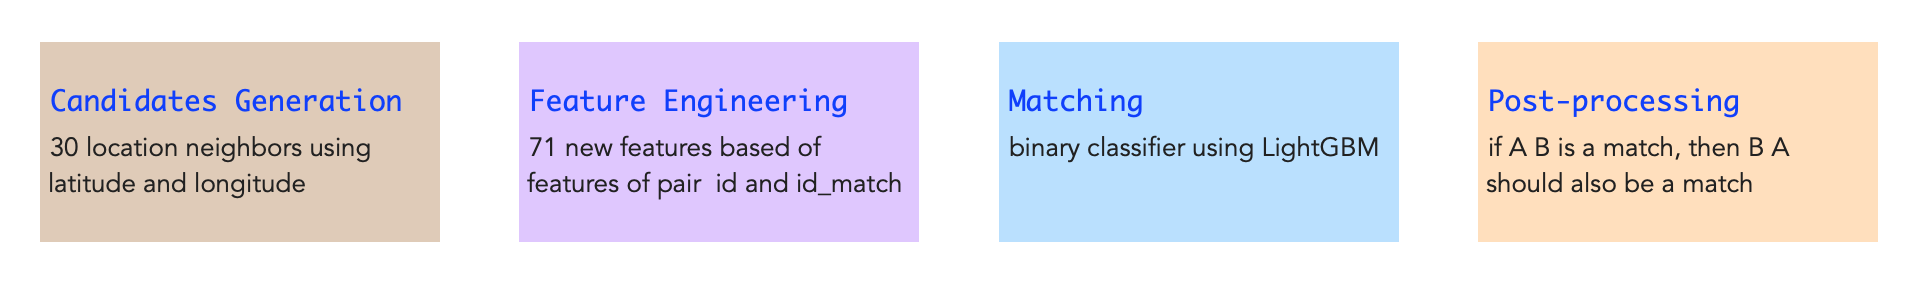 Candidates Generation
30 location neighbors using
latitude and longitude
Feature Engineering
71 new features based of
features of pair  id and id_match
Matching
binary classifier using LightGBM
Post-processing
if A B is a match, then B A
should also be a match